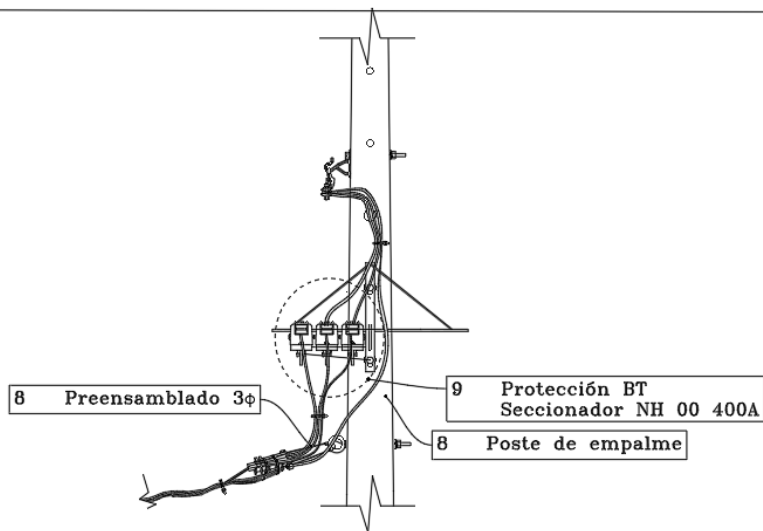 8 Preensamblado 3ϕ
9 Protección BT
Seccionador NH 00 400A
8 Poste de empalme